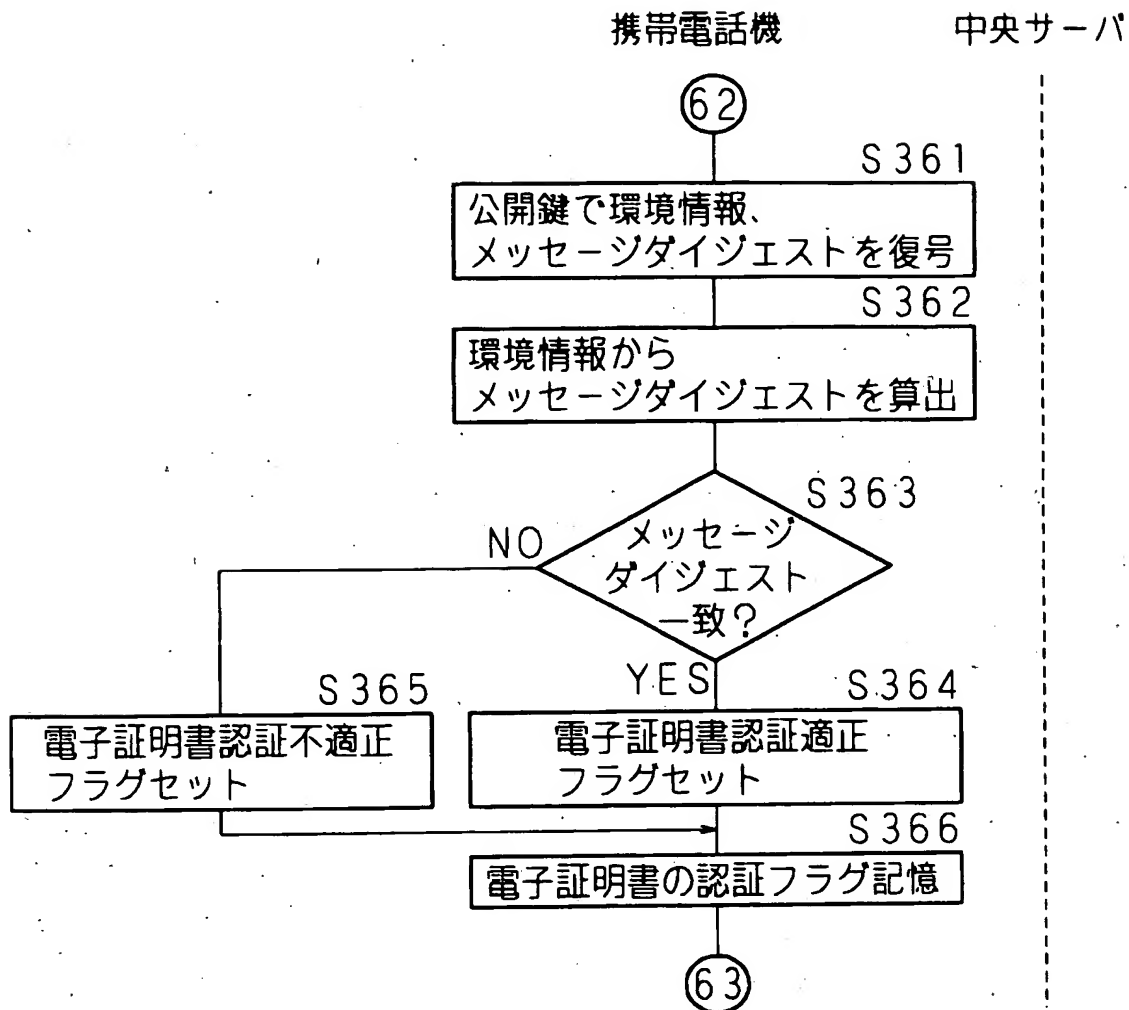 携帯電話機 中央サーバ
62
S361
公開鍵で環境情報、
メッセージダイジェストを復号
S362
環境情報から
メッセージダイジェストを算出
S363
メッセージ
ダイジェスト
一致?
NO
YES
S365
電子証明書認証不適正
フラグセット
S364
電子証明書認証適正
フラグセット
S366
電子証明書の認証フラグ記憶
63